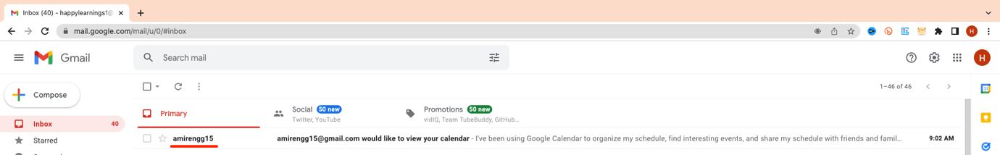 Inbox (40) - happylearnings1@
mail.google.com/mail/u/0/#inbox
H
Gmail
Search mail
H
Compose
1–46 of 46
31
Primary
Social 50 new
Twitter, YouTube
Promotions 50 new
vidIQ, Team TubeBuddy, GitHub…
Inbox 40
amirengg15 amirengg15@gmail.com would like to view your calendar - I've been using Google Calendar to organize my schedule, find interesting events, and share my schedule with friends and famil… 9:02 AM
Starred